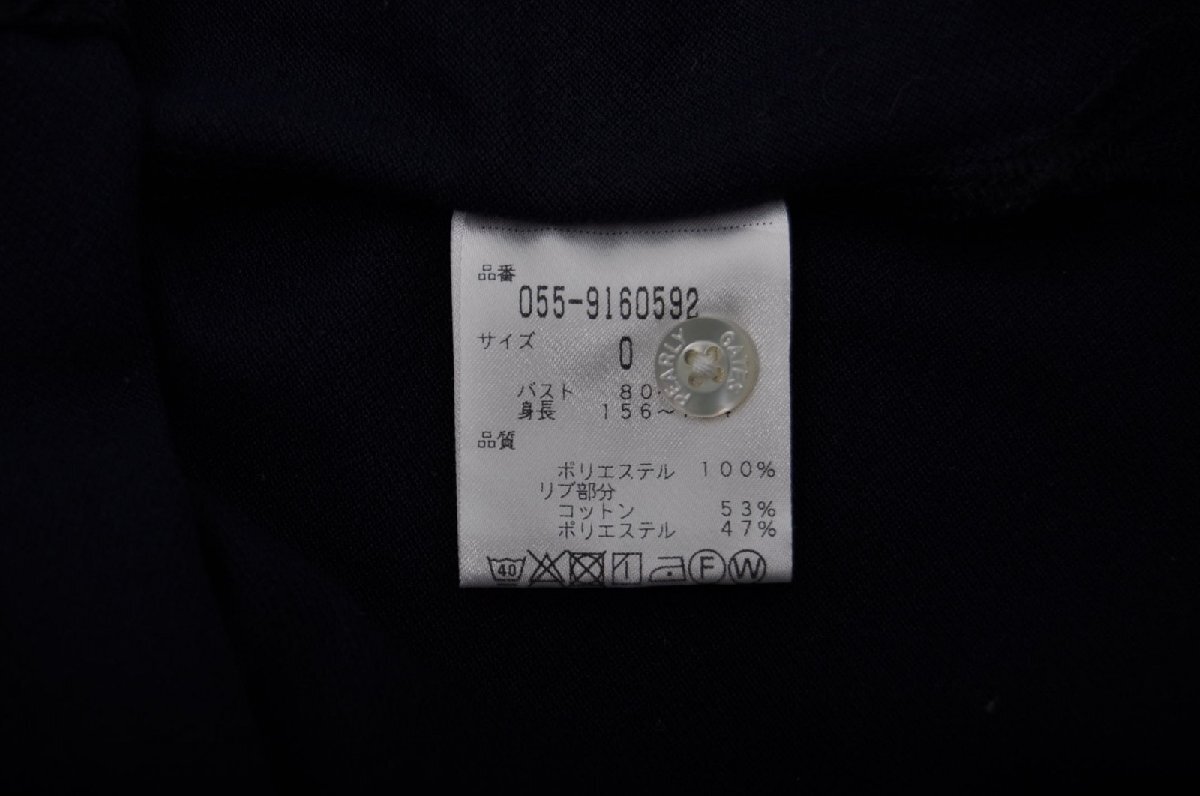 品番
055-9160592
サイズ
0
PEARLY GATES
バスト 80
身長 156～
品質
ポリエステル 100%
リブ部分
コットン 53%
ポリエステル 47%
40 1 F W